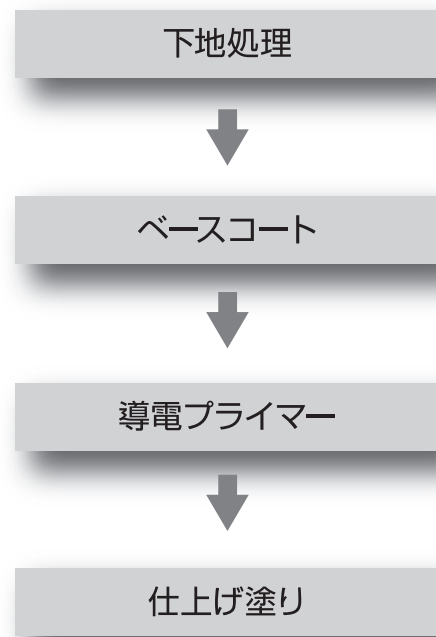 下地処理
ベースコート
導電プライマー
仕上げ塗り